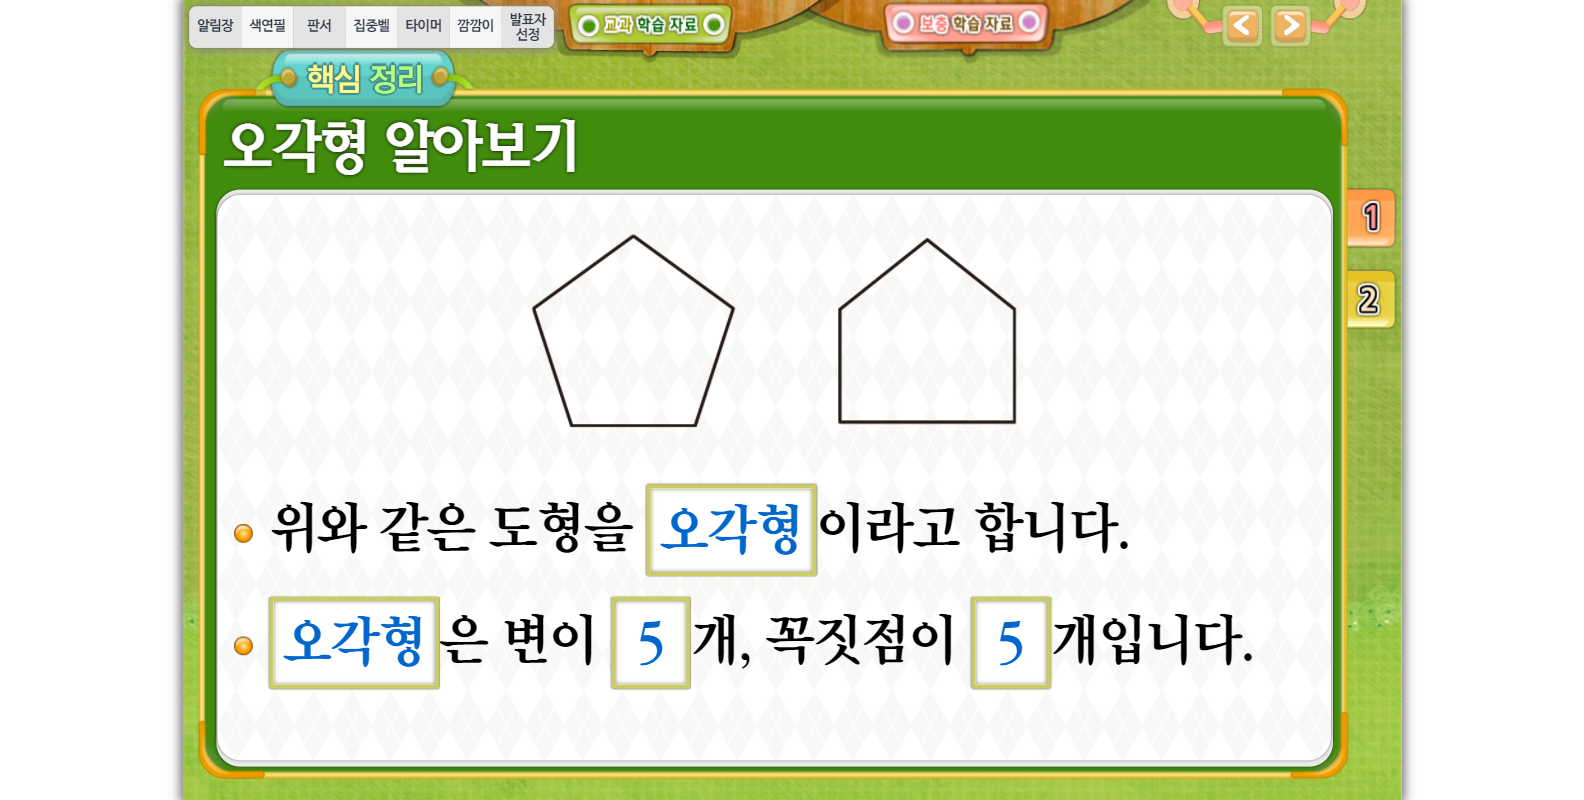 알림장 색연필 판서 집중벨 타이머 깜깜이 발표자 선정
교과 학습 자료
보충 학습 자료
핵심 정리
오각형 알아보기
1
2
위와 같은 도형을 오각형이라고 합니다.
오각형은 변이 5개, 꼭짓점이 5개입니다.